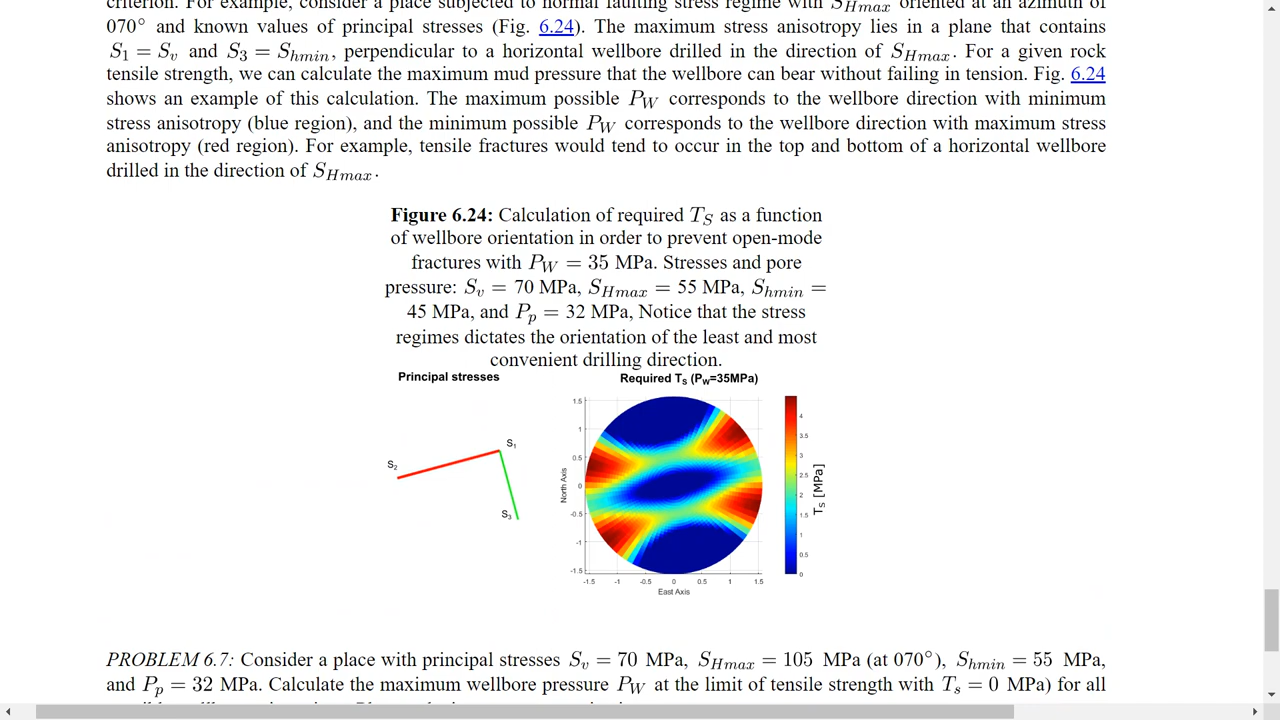 criterion. For example, consider a place subjected to normal faulting stress regime with S_Hmax oriented at an azimuth of
070° and known values of principal stresses (Fig. 6.24). The maximum stress anisotropy lies in a plane that contains
S₁ = S_v and S₃ = S_hmin, perpendicular to a horizontal wellbore drilled in the direction of S_Hmax. For a given rock
tensile strength, we can calculate the maximum mud pressure that the wellbore can bear without failing in tension. Fig. 6.24
shows an example of this calculation. The maximum possible P_W corresponds to the wellbore direction with minimum
stress anisotropy (blue region), and the minimum possible P_W corresponds to the wellbore direction with maximum stress
anisotropy (red region). For example, tensile fractures would tend to occur in the top and bottom of a horizontal wellbore
drilled in the direction of S_Hmax.
Figure 6.24: Calculation of required T_S as a function
of wellbore orientation in order to prevent open-mode
fractures with P_W = 35 MPa. Stresses and pore
pressure: S_v = 70 MPa, S_Hmax = 55 MPa, S_hmin =
45 MPa, and P_p = 32 MPa, Notice that the stress
regimes dictates the orientation of the least and most
convenient drilling direction.
Principal stresses
S₁
S₂
S₃
Required T_S (P_W=35MPa)
1.5
1
0.5
0
-0.5
-1
-1.5
North Axis
-1.5 -1 -0.5 0 0.5 1 1.5
East Axis
4
3.5
3
2.5
2
1.5
1
0.5
0
T_S [MPa]
PROBLEM 6.7: Consider a place with principal stresses S_v = 70 MPa, S_Hmax = 105 MPa (at 070°), S_hmin = 55 MPa,
and P_p = 32 MPa. Calculate the maximum wellbore pressure P_W at the limit of tensile strength with T_s = 0 MPa) for all